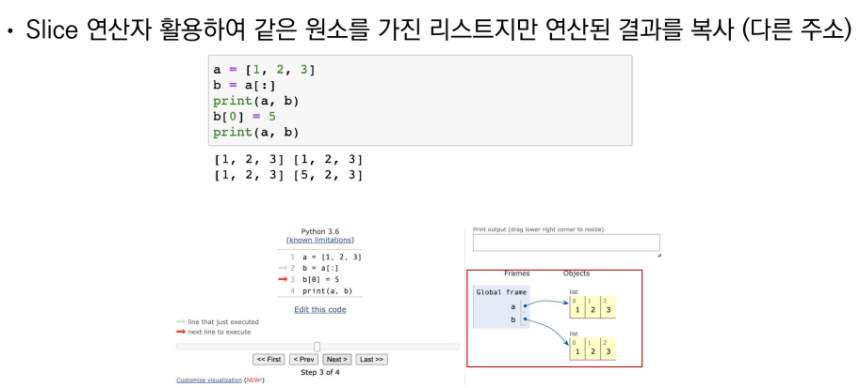 • Slice 연산자 활용하여 같은 원소를 가진 리스트지만 연산된 결과를 복사 (다른 주소)
a = [1, 2, 3]
b = a[:]
print(a, b)
b[0] = 5
print(a, b)
[1, 2, 3] [1, 2, 3]
[1, 2, 3] [5, 2, 3]
Python 3.6
(known limitations)
1 a = [1, 2, 3]
2 b = a[:]
3 b[0] = 5
4 print(a, b)
Edit this code
line that just executed
next line to execute
<< First < Prev Next > Last >>
Step 3 of 4
Customize visualization (NEW!)
Print output (drag lower right corner to resize)
Frames Objects
Global frame
a
b
list
0 1 2
1 2 3
list
0 1 2
1 2 3